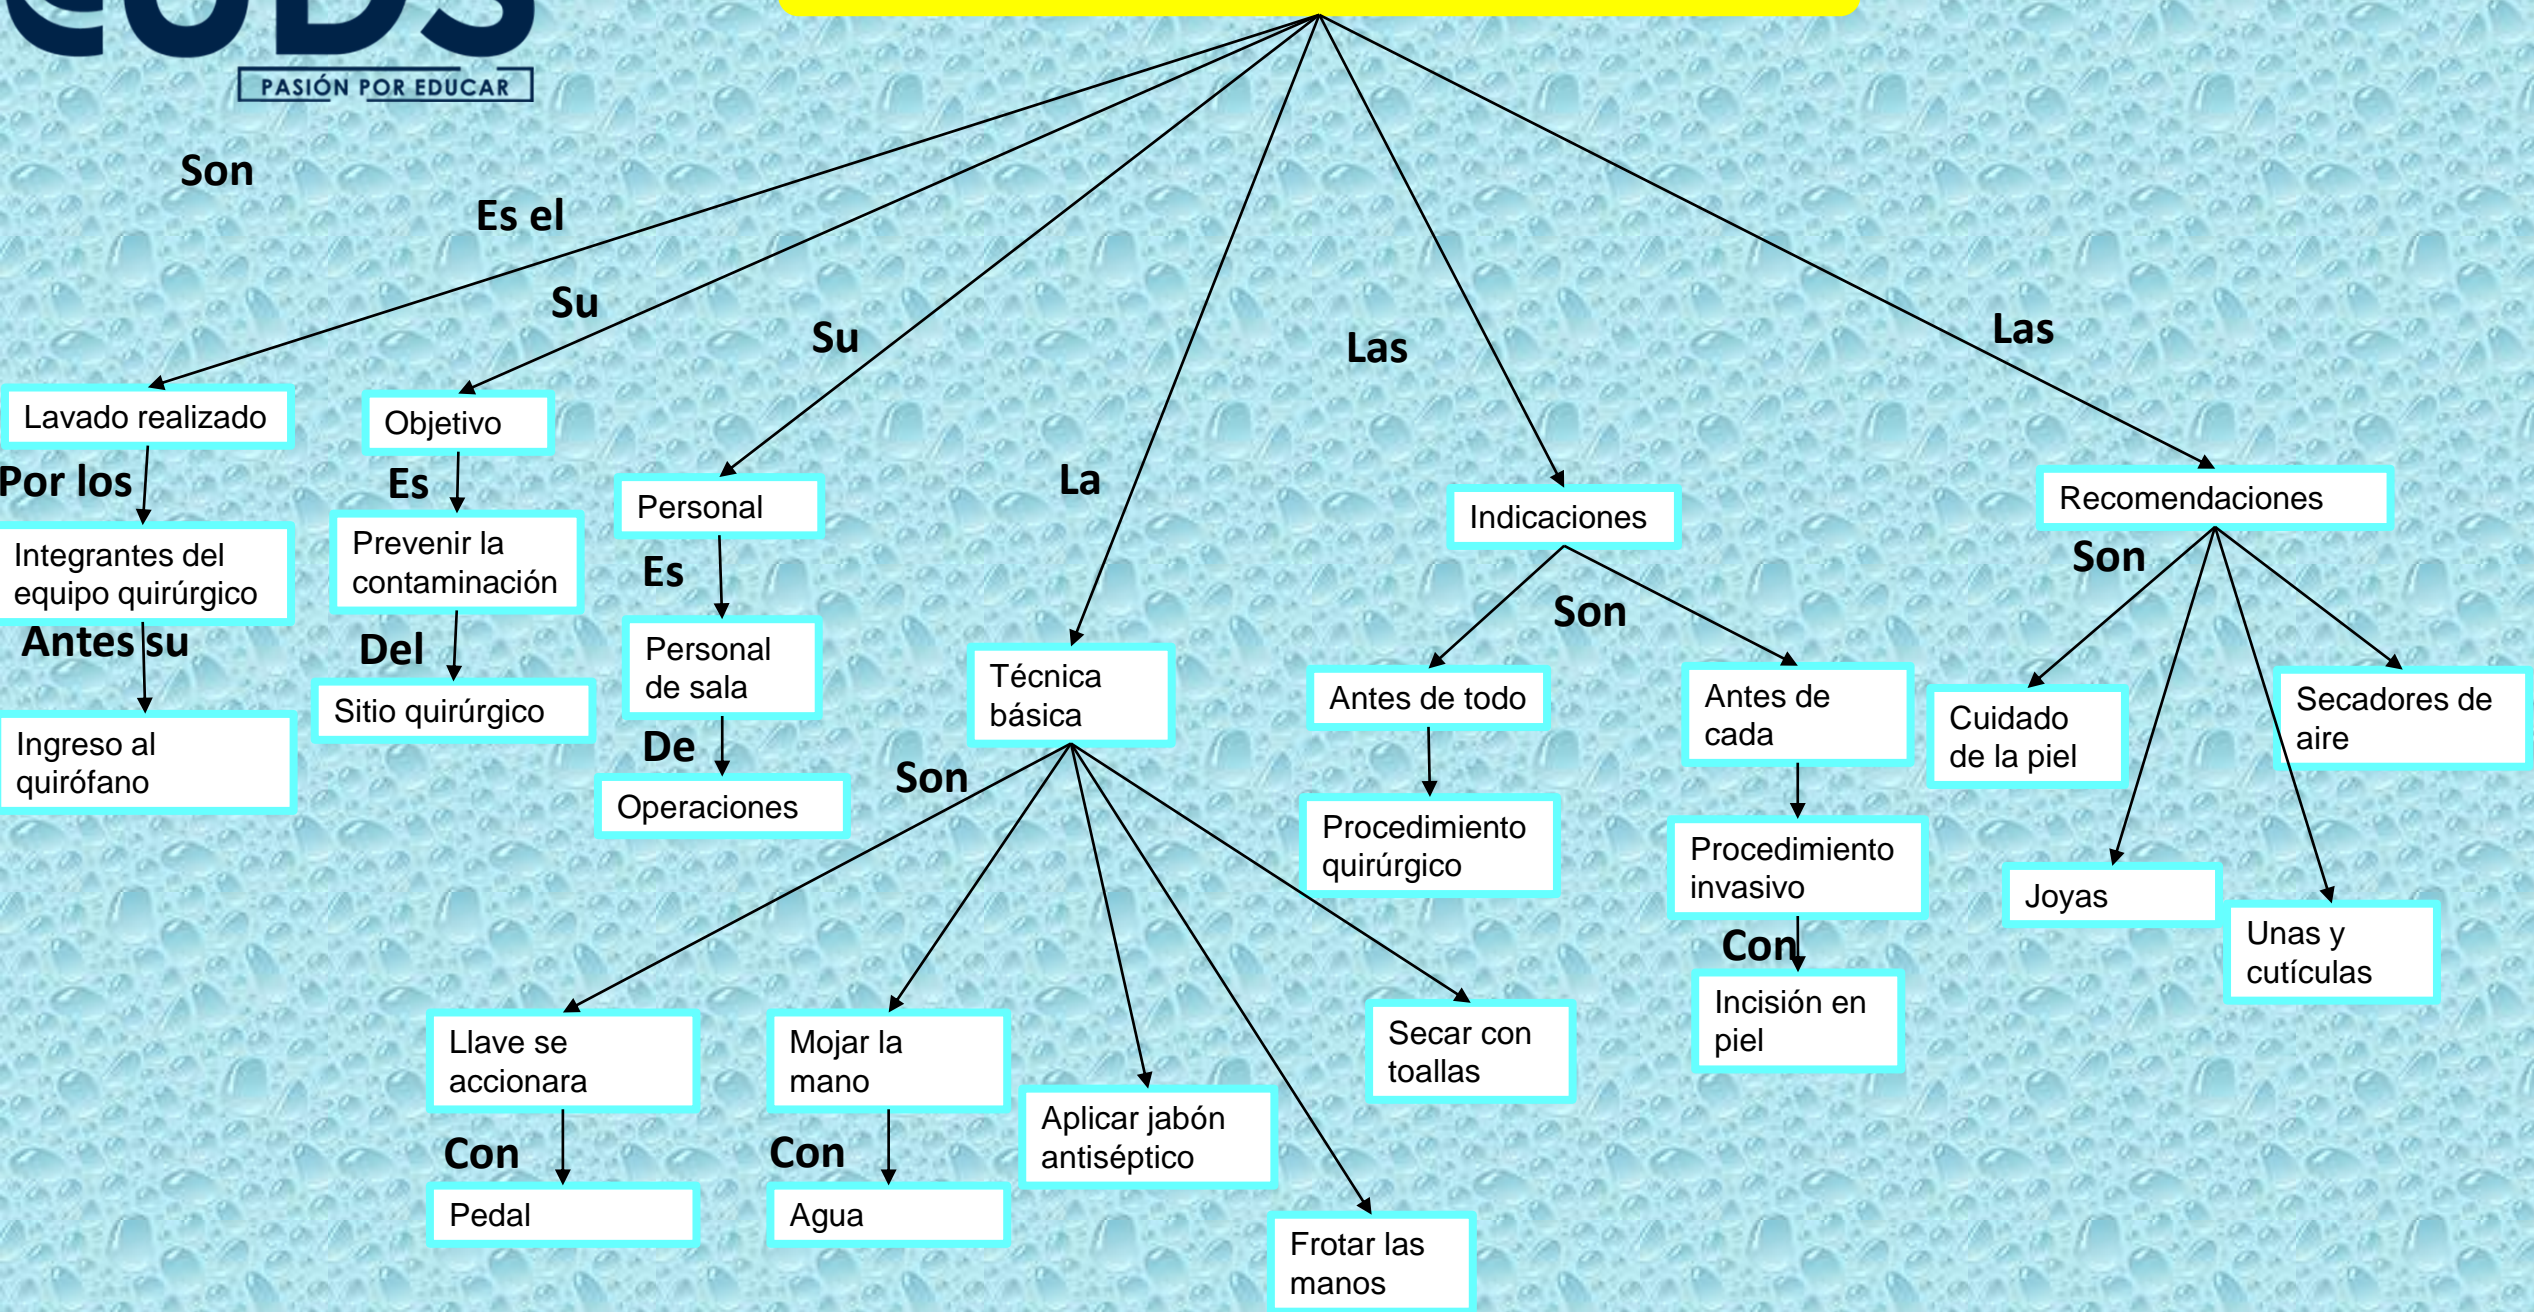 PASIÓN POR EDUCAR
Son
Es el
Su
Su
Las
Las
La
Lavado realizado
Por los
Integrantes del
equipo quirúrgico
Antes su
Ingreso al
quirófano
Objetivo
Es
Prevenir la
contaminación
Del
Sitio quirúrgico
Personal
Es
Personal
de sala
De
Operaciones
Técnica
básica
Son
Llave se
accionara
Con
Pedal
Mojar la
mano
Con
Agua
Aplicar jabón
antiséptico
Frotar las
manos
Secar con
toallas
Indicaciones
Son
Antes de todo
Procedimiento
quirúrgico
Antes de
cada
Procedimiento
invasivo
Con
Incisión en
piel
Recomendaciones
Son
Cuidado
de la piel
Joyas
Unas y
cutículas
Secadores de
aire